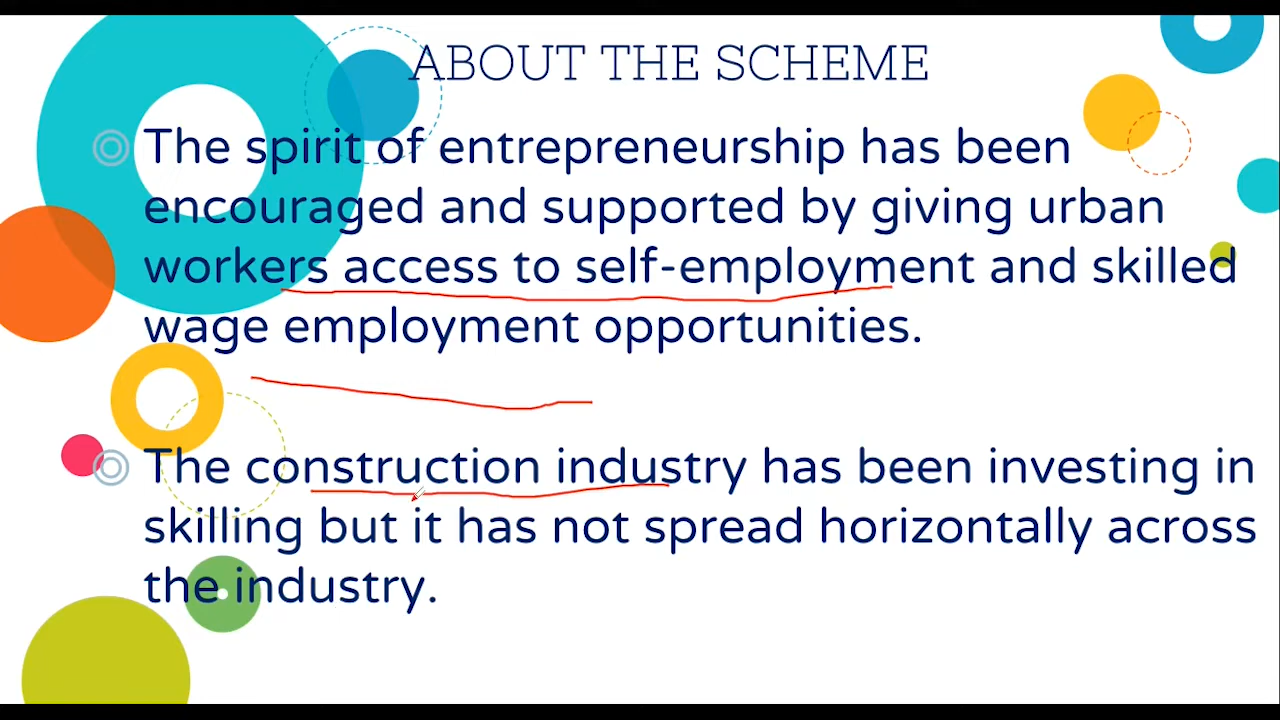 ABOUT THE SCHEME
The spirit of entrepreneurship has been
encouraged and supported by giving urban
workers access to self-employment and skilled
wage employment opportunities.
The construction industry has been investing in
skilling but it has not spread horizontally across
the industry.